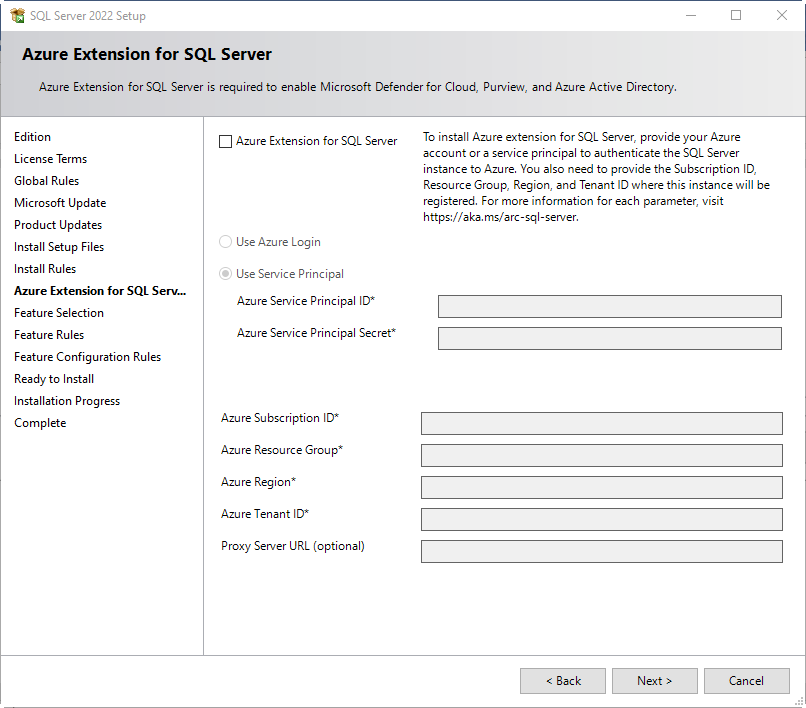 SQL Server 2022 Setup
Azure Extension for SQL Server
Azure Extension for SQL Server is required to enable Microsoft Defender for Cloud, Purview, and Azure Active Directory.
Edition
License Terms
Global Rules
Microsoft Update
Product Updates
Install Setup Files
Install Rules
Azure Extension for SQL Serv...
Feature Selection
Feature Rules
Feature Configuration Rules
Ready to Install
Installation Progress
Complete
Azure Extension for SQL Server
To install Azure extension for SQL Server, provide your Azure
account or a service principal to authenticate the SQL Server
instance to Azure. You also need to provide the Subscription ID,
Resource Group, Region, and Tenant ID where this instance will be
registered. For more information for each parameter, visit
https://aka.ms/arc-sql-server.
Use Azure Login
Use Service Principal
Azure Service Principal ID*
Azure Service Principal Secret*
Azure Subscription ID*
Azure Resource Group*
Azure Region*
Azure Tenant ID*
Proxy Server URL (optional)
< Back
Next >
Cancel